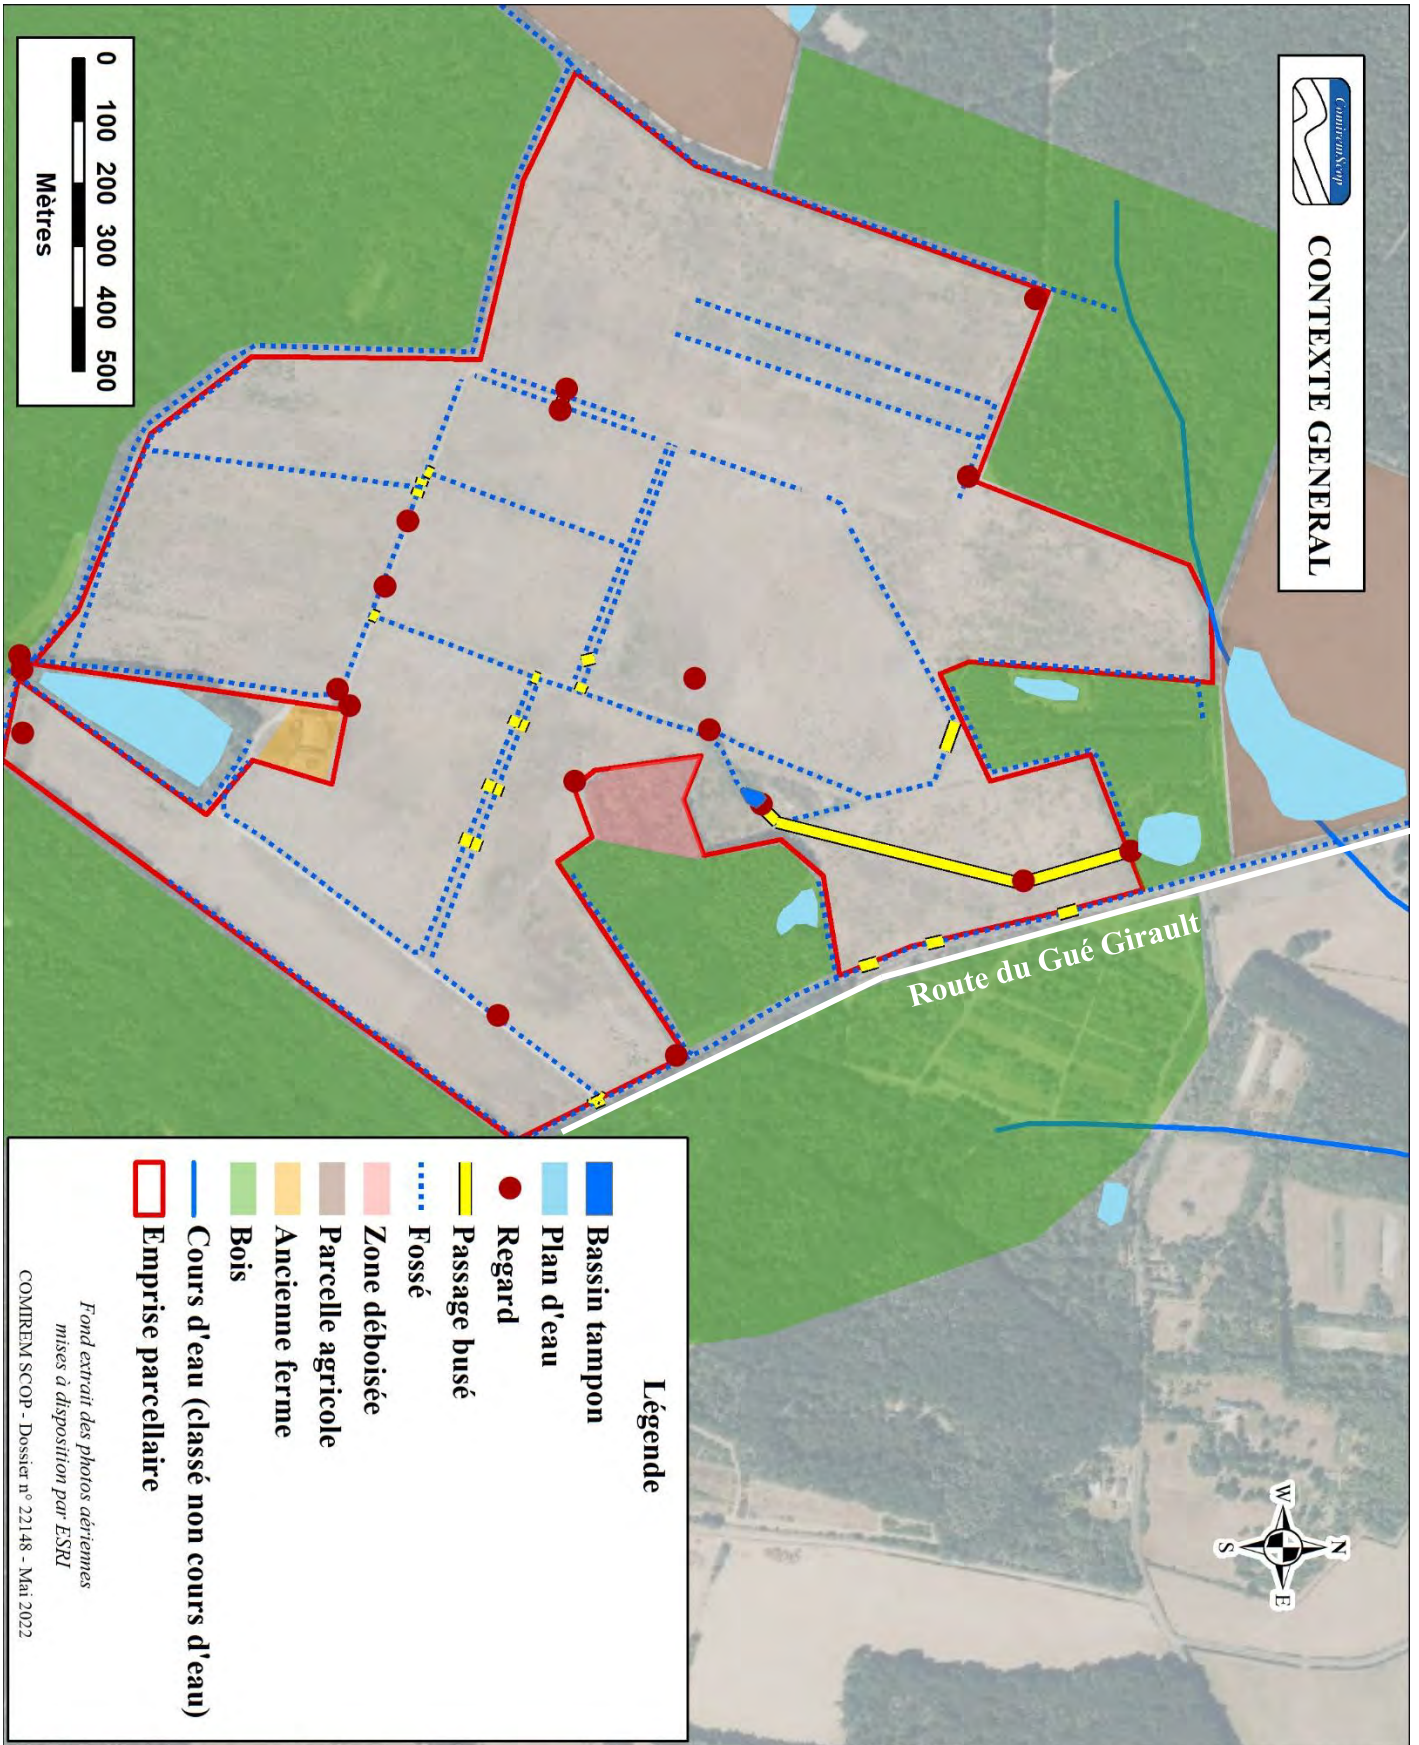 ComiremScop
CONTEXTE GENERAL
0 100 200 300 400 500
Mètres
Route du Gué Girault
N
W
E
S
Légende
Bassin tampon
Plan d'eau
Regard
Passage busé
Fossé
Zone déboisée
Parcelle agricole
Ancienne ferme
Bois
Cours d'eau (classé non cours d'eau)
Emprise parcellaire
Fond extrait des photos aériennes
mises à disposition par ESRI
COMIREM SCOP - Dossier n° 22148 - Mai 2022